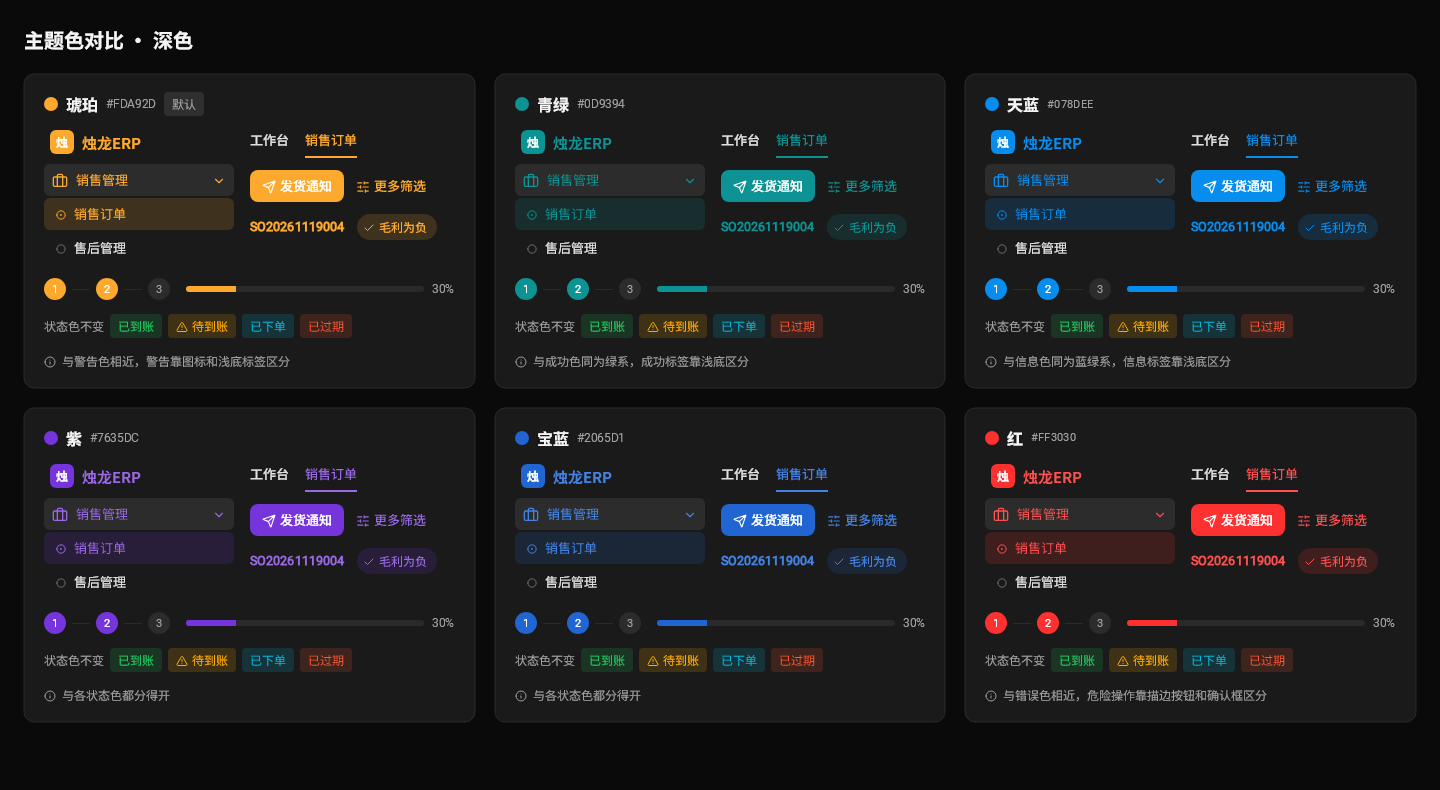 主题色对比 · 深色
琥珀 #FDA92D 默认
烛 烛龙ERP
工作台 销售订单
销售管理
销售订单
售后管理
发货通知 更多筛选
SO20261119004 毛利为负
1 2 3 30%
状态色不变 已到账 待到账 已下单 已过期
与警告色相近，警告靠图标和浅底标签区分
青绿 #0D9394
烛 烛龙ERP
工作台 销售订单
销售管理
销售订单
售后管理
发货通知 更多筛选
SO20261119004 毛利为负
1 2 3 30%
状态色不变 已到账 待到账 已下单 已过期
与成功色同为绿系，成功标签靠浅底区分
天蓝 #078DEE
烛 烛龙ERP
工作台 销售订单
销售管理
销售订单
售后管理
发货通知 更多筛选
SO20261119004 毛利为负
1 2 3 30%
状态色不变 已到账 待到账 已下单 已过期
与信息色同为蓝绿系，信息标签靠浅底区分
紫 #7635DC
烛 烛龙ERP
工作台 销售订单
销售管理
销售订单
售后管理
发货通知 更多筛选
SO20261119004 毛利为负
1 2 3 30%
状态色不变 已到账 待到账 已下单 已过期
与各状态色都分得开
宝蓝 #2065D1
烛 烛龙ERP
工作台 销售订单
销售管理
销售订单
售后管理
发货通知 更多筛选
SO20261119004 毛利为负
1 2 3 30%
状态色不变 已到账 待到账 已下单 已过期
与各状态色都分得开
红 #FF3030
烛 烛龙ERP
工作台 销售订单
销售管理
销售订单
售后管理
发货通知 更多筛选
SO20261119004 毛利为负
1 2 3 30%
状态色不变 已到账 待到账 已下单 已过期
与错误色相近，危险操作靠描边按钮和确认框区分